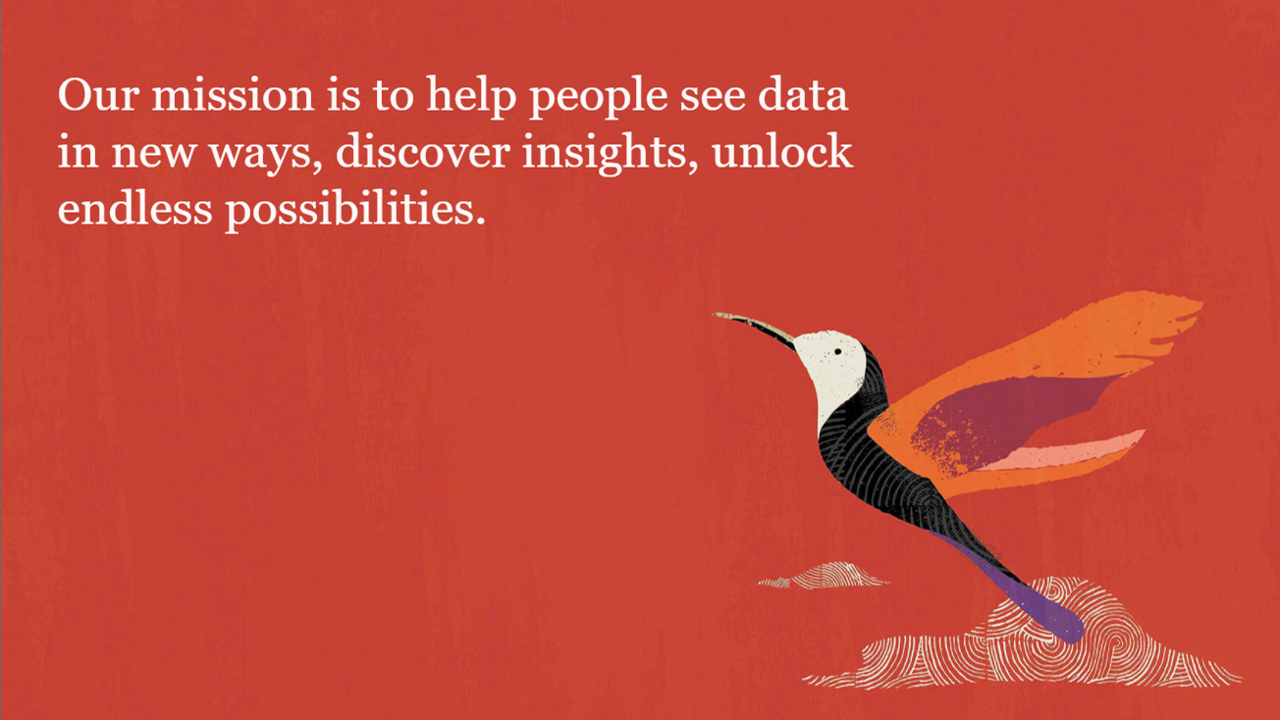 Our mission is to help people see data
in new ways, discover insights, unlock
endless possibilities.